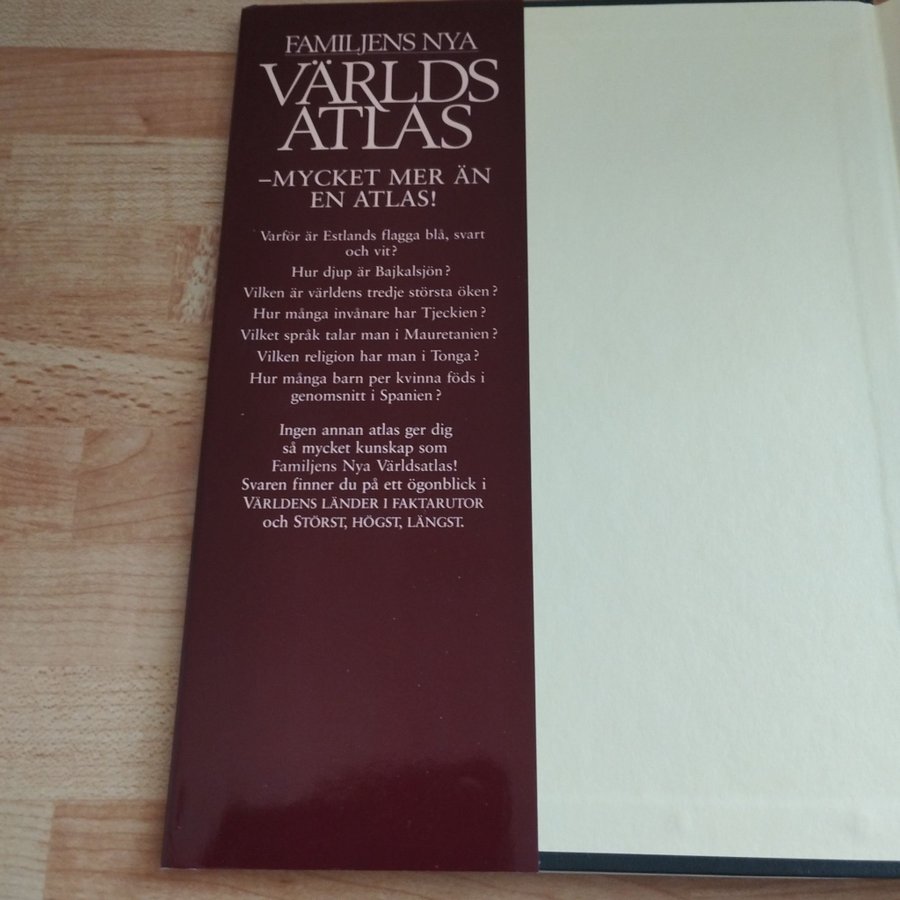 FAMILJENS NYA
VÄRLDS
ATLAS
–MYCKET MER ÄN
EN ATLAS!
Varför är Estlands flagga blå, svart
och vit?
Hur djup är Bajkalsjön?
Vilken är världens tredje största öken?
Hur många invånare har Tjeckien?
Vilket språk talar man i Mauretanien?
Vilken religion har man i Tonga?
Hur många barn per kvinna föds i
genomsnitt i Spanien?
Ingen annan atlas ger dig
så mycket kunskap som
Familjens Nya Världsatlas!
Svaren finner du på ett ögonblick i
VÄRLDENS LÄNDER I FAKTARUTOR
och STÖRST, HÖGST, LÄNGST.